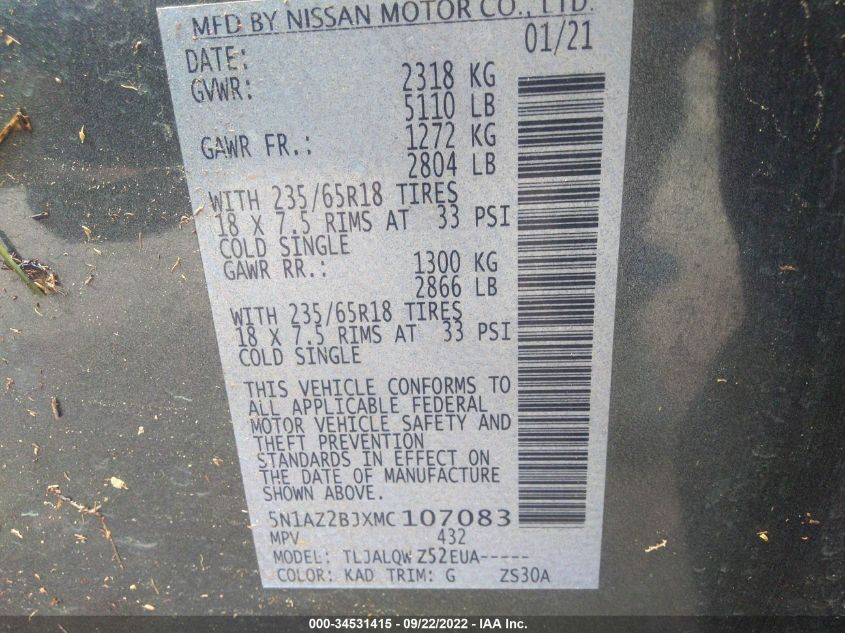 MFD BY NISSAN MOTOR CO., LTD.
DATE: 01/21
GVWR: 2318 KG
5110 LB
GAWR FR.: 1272 KG
2804 LB
WITH 235/65R18 TIRES
18 X 7.5 RIMS AT 33 PSI
COLD SINGLE
GAWR RR.: 1300 KG
2866 LB
WITH 235/65R18 TIRES
18 X 7.5 RIMS AT 33 PSI
COLD SINGLE
THIS VEHICLE CONFORMS TO
ALL APPLICABLE FEDERAL
MOTOR VEHICLE SAFETY AND
THEFT PREVENTION
STANDARDS IN EFFECT ON
THE DATE OF MANUFACTURE
SHOWN ABOVE.
5N1AZ2BJXMC107083
MPV 432
MODEL: TLJALQWZ52EUA-----
COLOR: KAD TRIM: G ZS30A
000-34531415 - 09/22/2022 - IAA Inc.